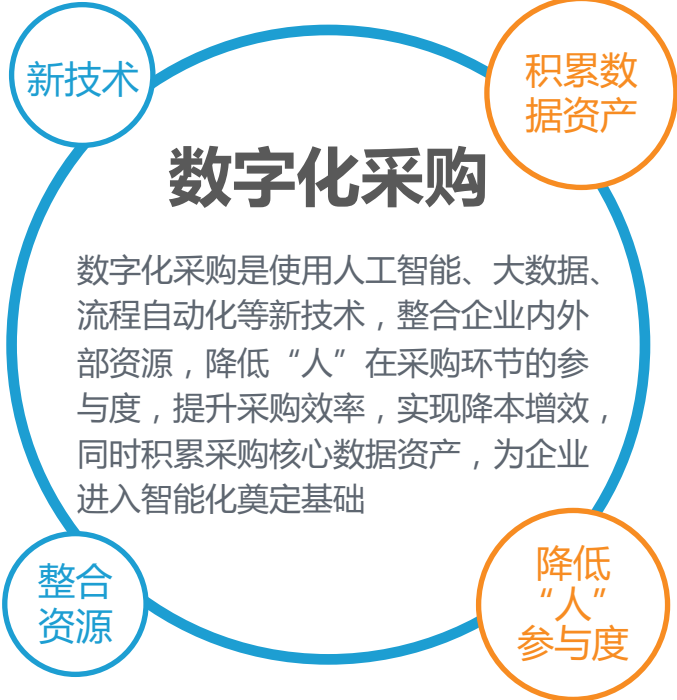 新技术
积累数
据资产
数字化采购
数字化采购是使用人工智能、大数据、
流程自动化等新技术，整合企业内外
部资源，降低“人”在采购环节的参
与度，提升采购效率，实现降本增效，
同时积累采购核心数据资产，为企业
进入智能化奠定基础
整合
资源
降低
“人”
参与度